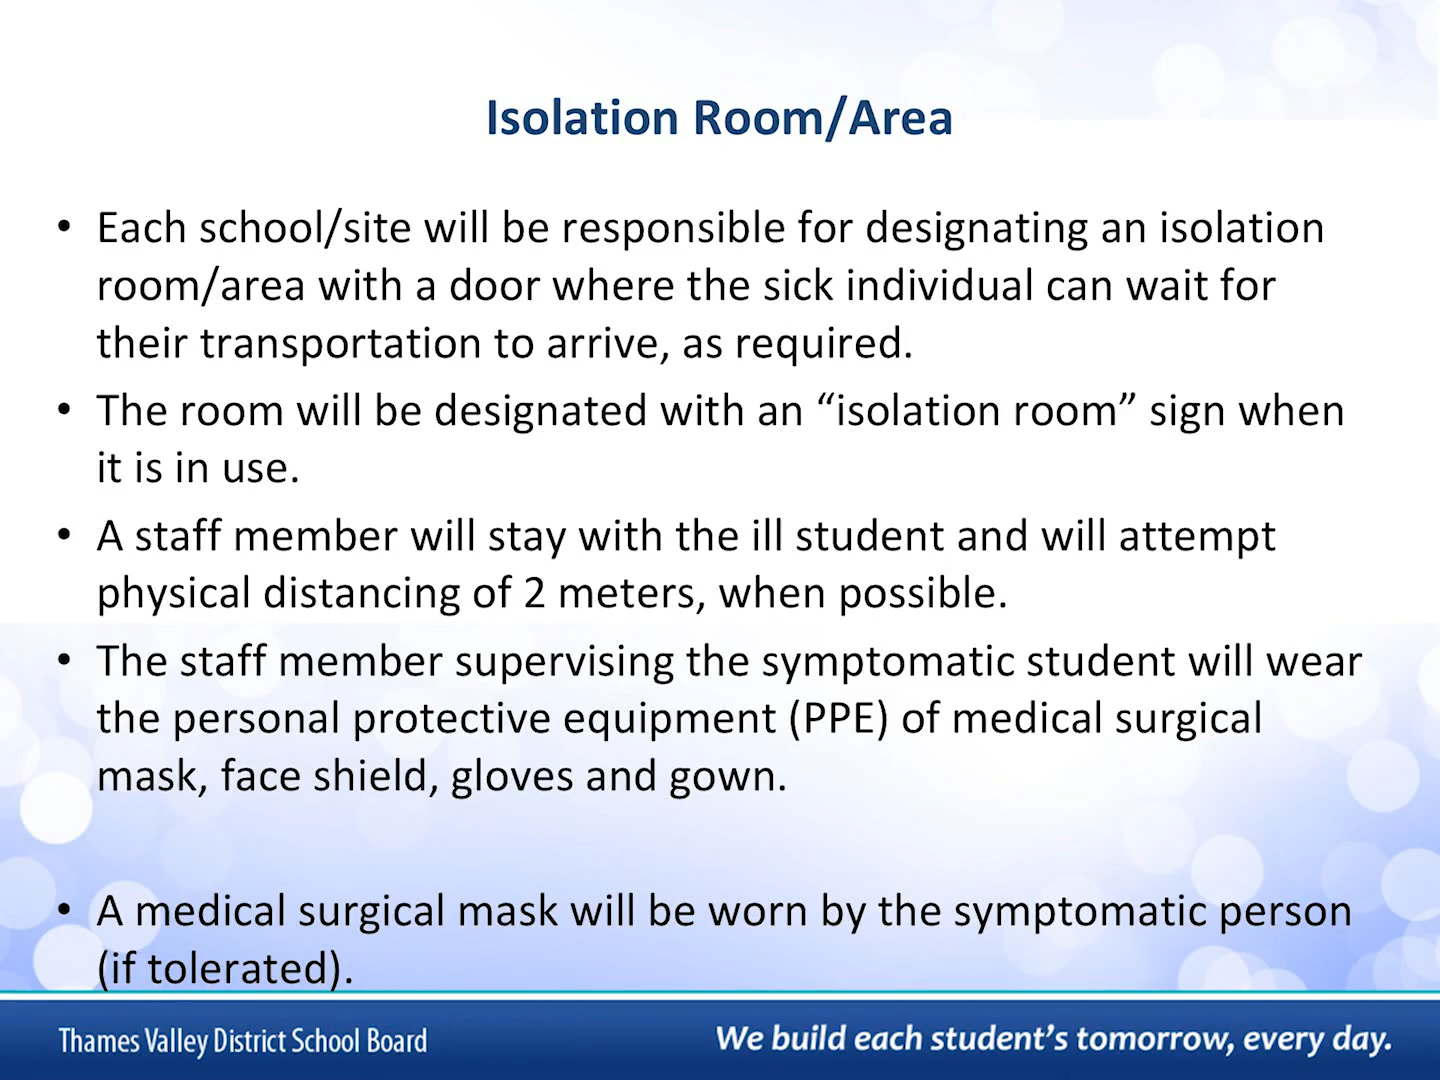 Isolation Room/Area
• Each school/site will be responsible for designating an isolation
room/area with a door where the sick individual can wait for
their transportation to arrive, as required.
• The room will be designated with an “isolation room” sign when
it is in use.
• A staff member will stay with the ill student and will attempt
physical distancing of 2 meters, when possible.
• The staff member supervising the symptomatic student will wear
the personal protective equipment (PPE) of medical surgical
mask, face shield, gloves and gown.
• A medical surgical mask will be worn by the symptomatic person
(if tolerated).
Thames Valley District School Board
We build each student’s tomorrow, every day.